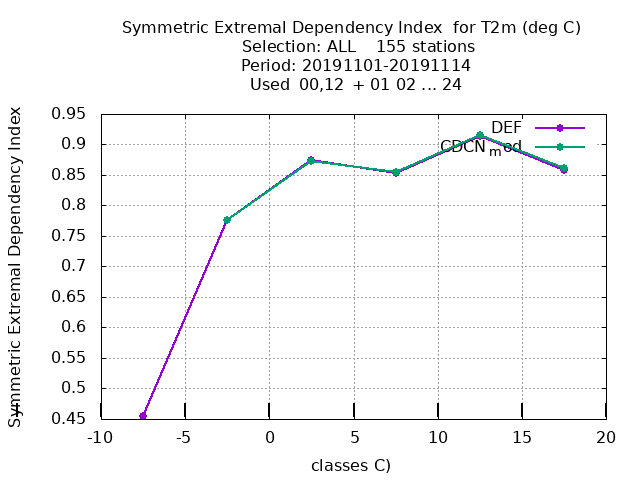 Symmetric Extremal Dependency Index for T2m (deg C)
Selection: ALL 155 stations
Period: 20191101-20191114
Used 00,12 + 01 02 ... 24
Symmetric Extremal Dependency Index
0.95
0.9
0.85
0.8
0.75
0.7
0.65
0.6
0.55
0.5
0.45
DEF
CDCNmod
-10
-5
0
5
10
15
20
classes C)